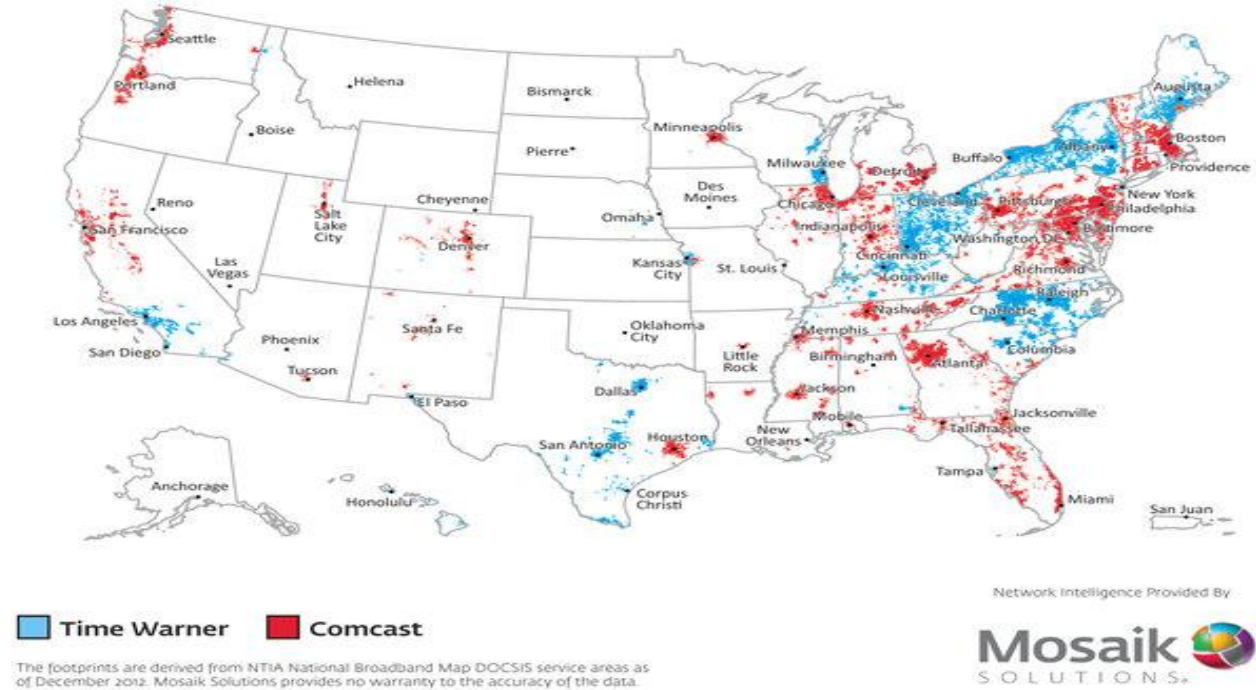 Seattle
Portland
Helena
Bismarck
Boise
Pierre
Minneapolis
Milwaukee
Detroit
Buffalo
Albany
Augusta
Boston
Providence
New York
Philadelphia
Pittsburgh
Cleveland
Chicago
Des
Moines
Omaha
Cheyenne
Reno
Salt
Lake
City
San Francisco
Denver
Indianapolis
Washington DC
Baltimore
Cincinnati
Las
Vegas
Kansas
City
St. Louis
Louisville
Richmond
Raleigh
Los Angeles
San Diego
Phoenix
Tucson
Santa Fe
Oklahoma
City
Little
Rock
Memphis
Nashville
Charlotte
Columbia
Birmingham
Atlanta
Dallas
El Paso
Jackson
Mobile
Jacksonville
Tallahassee
San Antonio
Houston
New
Orleans
Tampa
Miami
Corpus
Christi
Anchorage
Honolulu
San Juan
Network Intelligence Provided By
Time Warner
Comcast
Mosaik
SOLUTIONS®
The footprints are derived from NTIA National Broadband Map DOCSIS service areas as
of December 2012. Mosaik Solutions provides no warranty to the accuracy of the data.